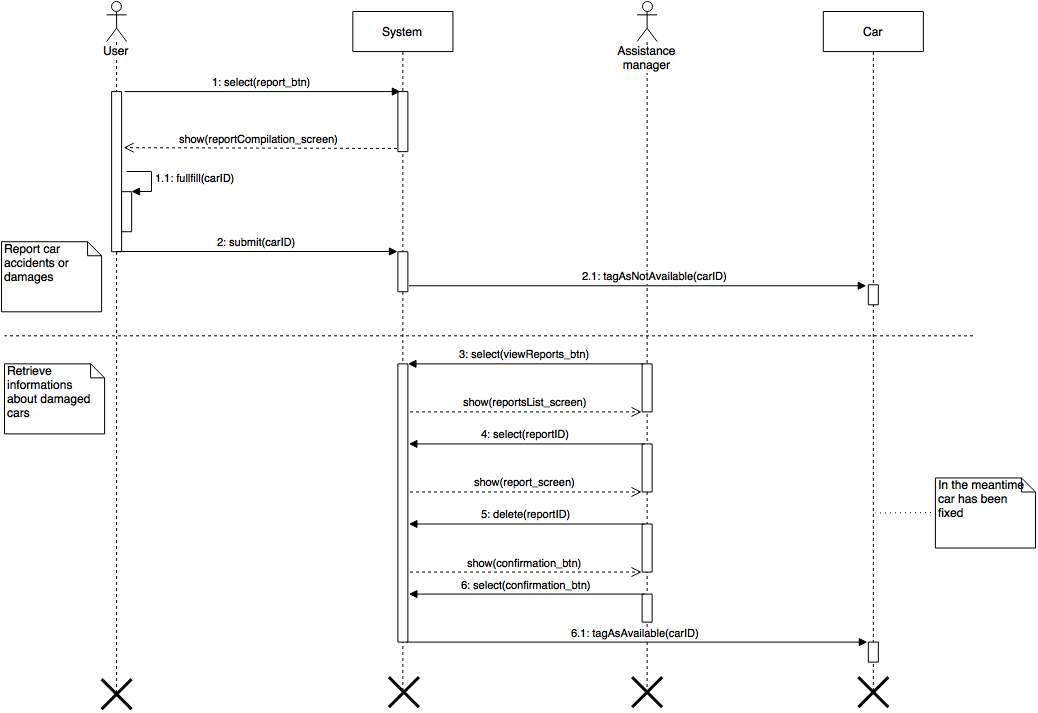 User
System
Assistance
manager
Car
1: select(report_btn)
show(reportCompilation_screen)
1.1: fullfill(carID)
2: submit(carID)
Report car
accidents or
damages
2.1: tagAsNotAvailable(carID)
3: select(viewReports_btn)
Retrieve
informations
about damaged
cars
show(reportsList_screen)
4: select(reportID)
show(report_screen)
In the meantime
car has been
fixed
5: delete(reportID)
show(confirmation_btn)
6: select(confirmation_btn)
6.1: tagAsAvailable(carID)